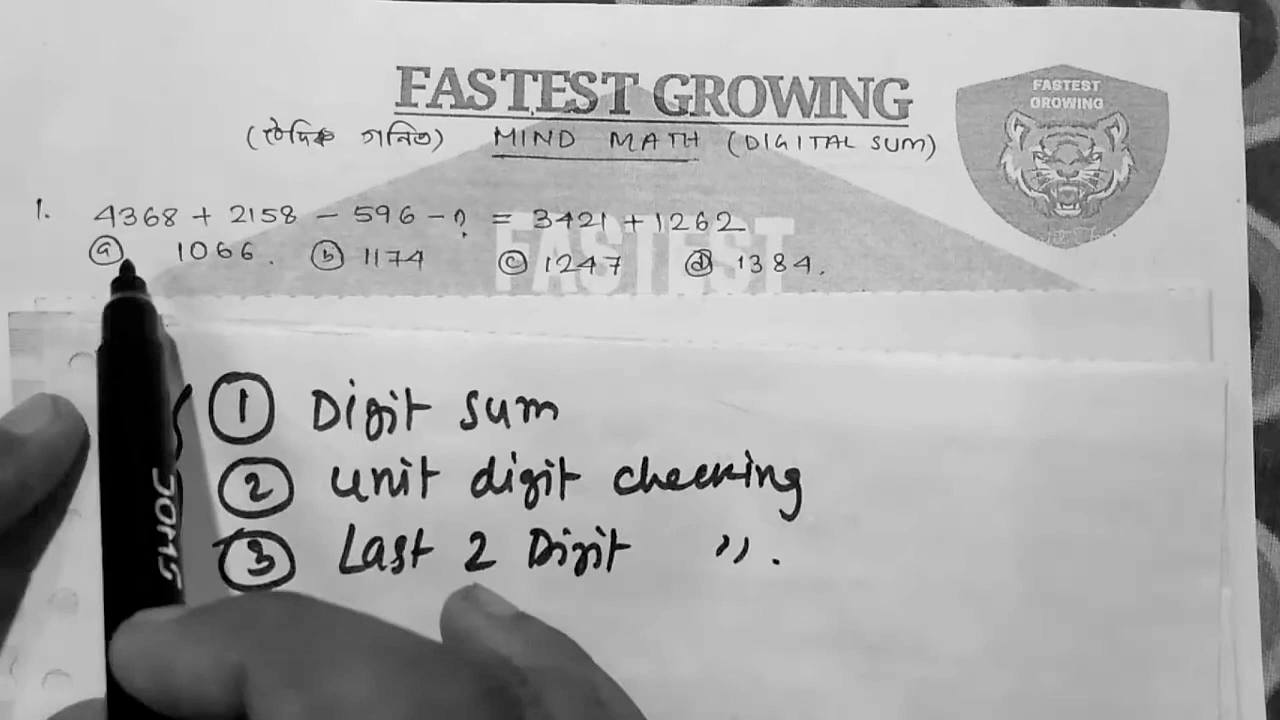 FASTEST GROWING
(বৈদিক গনিত) MIND MATH (DIGITAL SUM)
FASTEST
GROWING
1. 4368 + 2158 - 596 - ? = 3421 + 1262
ⓐ 1066. ⓑ 1174 ⓒ 1247 ⓓ 1384.
FASTEST
① Digit sum
② unit digit checking
③ Last 2 Digit ,,.
SMOL